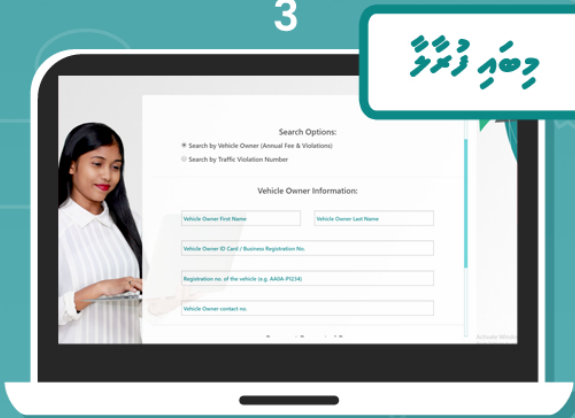 3
މިބައި ފުރާލާ
Search Options:
Search by Vehicle Owner (Annual Fee & Violations)
Search by Traffic Violation Number
Vehicle Owner Information:
Vehicle Owner First Name
Vehicle Owner Last Name
Vehicle Owner ID Card / Business Registration No.
Registration no. of the vehicle (e.g. AA0A-P1234)
Vehicle Owner contact no.